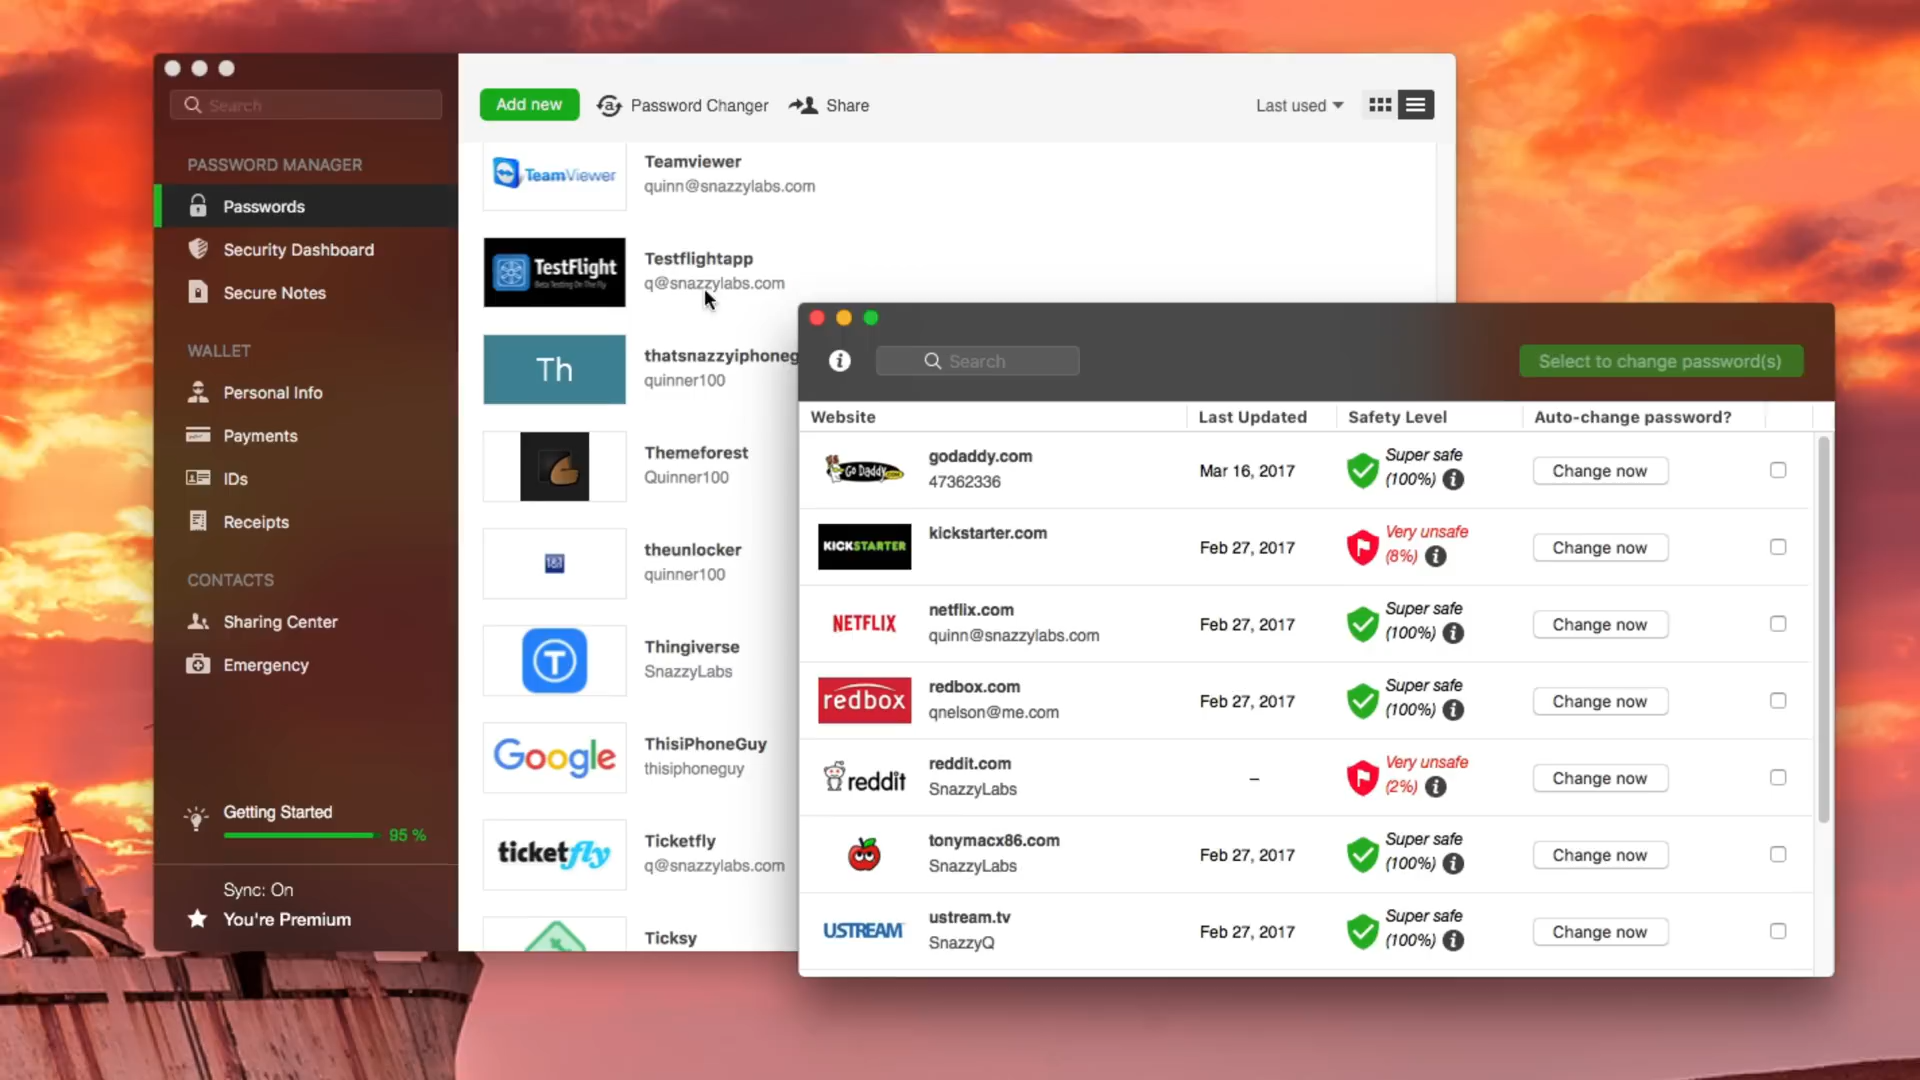 Search
PASSWORD MANAGER
Passwords
Security Dashboard
Secure Notes
WALLET
Personal Info
Payments
IDs
Receipts
CONTACTS
Sharing Center
Emergency
Getting Started
95 %
Sync: On
You're Premium
Add new
Password Changer
Share
Last used
TeamViewer
Teamviewer
quinn@snazzylabs.com
TestFlight
Beta Testing On The Fly
Testflightapp
q@snazzylabs.com
Th
thatsnazzyiphoneg
quinner100
Themeforest
Quinner100
theunlocker
quinner100
T
Thingiverse
SnazzyLabs
Google
ThisiPhoneGuy
thisiphoneguy
ticketfly
Ticketfly
q@snazzylabs.com
Ticksy
Search
Select to change password(s)
Website
Last Updated
Safety Level
Auto-change password?
Go Daddy
godaddy.com
47362336
Mar 16, 2017
Super safe
(100%)
Change now
KICKSTARTER
kickstarter.com
Feb 27, 2017
Very unsafe
(8%)
Change now
NETFLIX
netflix.com
quinn@snazzylabs.com
Feb 27, 2017
Super safe
(100%)
Change now
redbox
redbox.com
qnelson@me.com
Feb 27, 2017
Super safe
(100%)
Change now
reddit
reddit.com
SnazzyLabs
–
Very unsafe
(2%)
Change now
tonymacx86.com
SnazzyLabs
Feb 27, 2017
Super safe
(100%)
Change now
USTREAM
ustream.tv
SnazzyQ
Feb 27, 2017
Super safe
(100%)
Change now